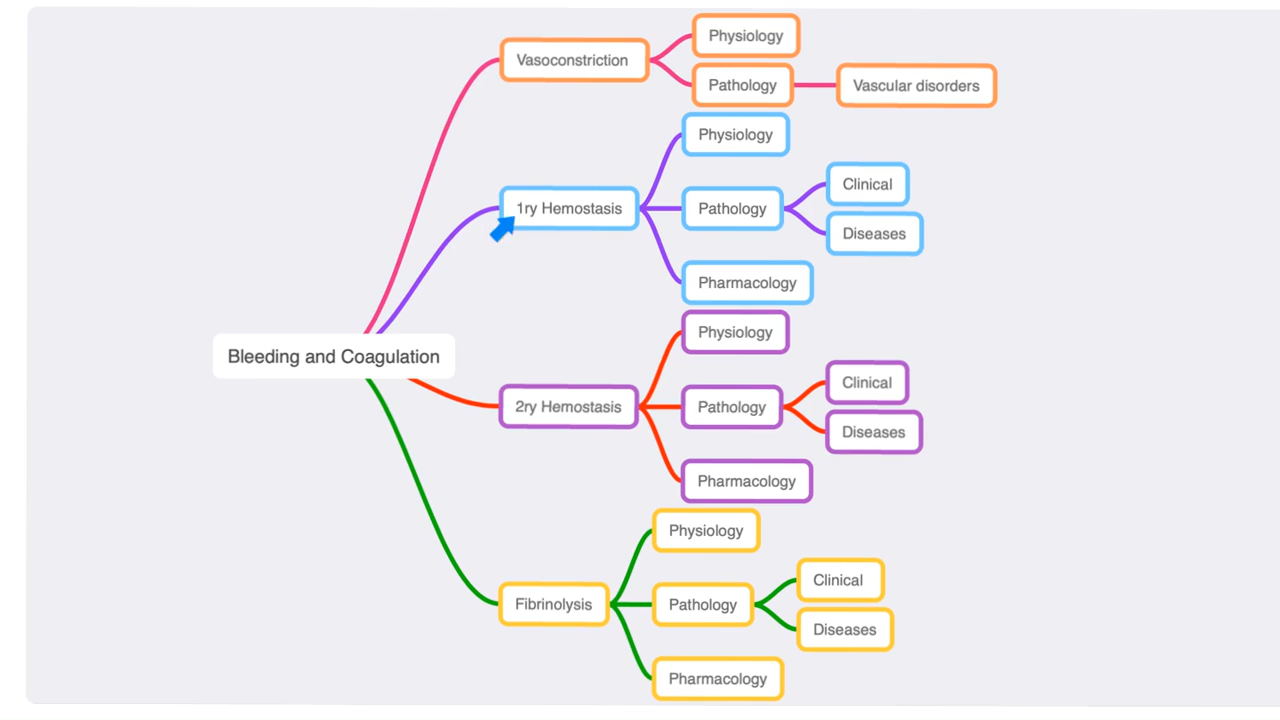 Bleeding and Coagulation
Vasoconstriction
Physiology
Pathology
Vascular disorders
1ry Hemostasis
Physiology
Pathology
Clinical
Diseases
Pharmacology
2ry Hemostasis
Physiology
Pathology
Clinical
Diseases
Pharmacology
Fibrinolysis
Physiology
Pathology
Clinical
Diseases
Pharmacology